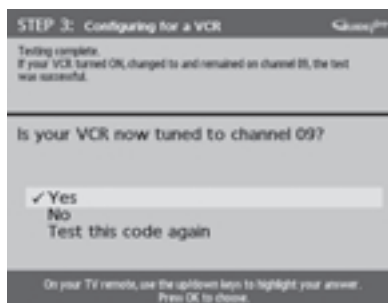 STEP 3: Configuring for a VCR
Testing complete.
If your VCR turned ON, changed to and remained on channel 09, the test
was successful.
Is your VCR now tuned to channel 09?
✓ Yes
No
Test this code again
On your TV remote, use the up/down keys to highlight your answer.
Press OK to choose.